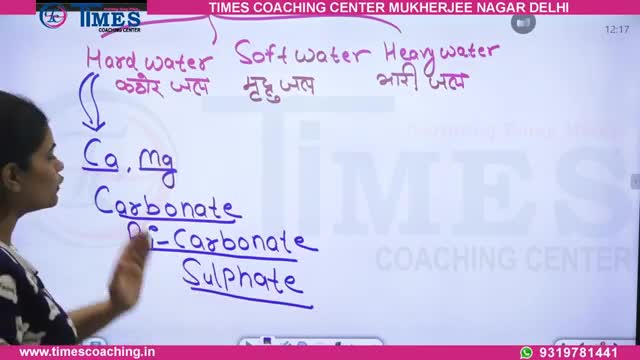 TIMES COACHING CENTER MUKHERJEE NAGAR DELHI
TIMES
COACHING CENTER
12:17
Hard water Soft water Heavy water
कठोर जल मृदु जल भारी जल
Ca, Mg
Carbonate
Bi-Carbonate
Sulphate
TIMES
COACHING CENTER
www.timescoaching.in
9319781441